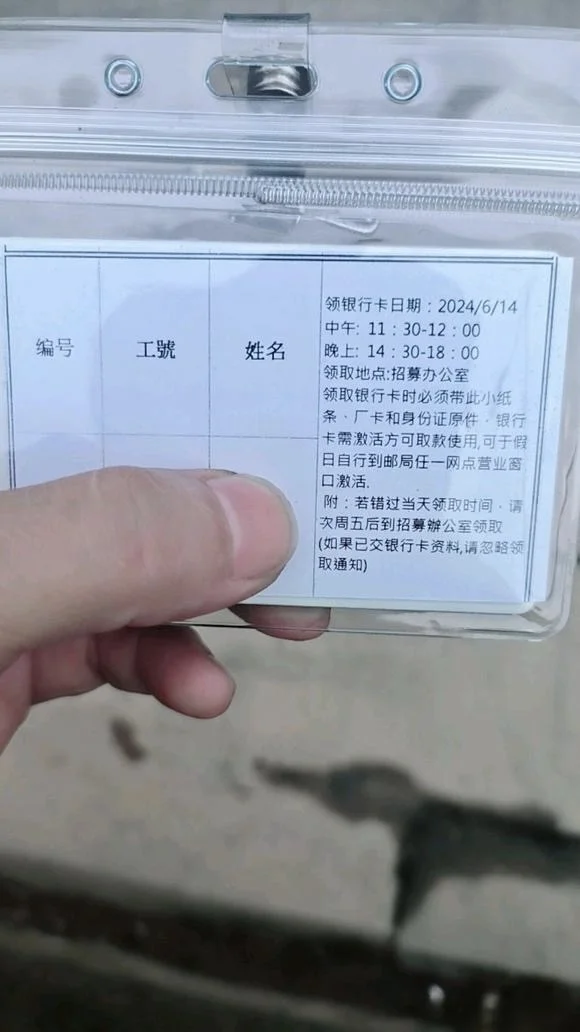 编号
工號
姓名
领银行卡日期：2024/6/14
中午: 11：30-12：00
晚上: 14：30-18：00
领取地点:招募办公室
领取银行卡时必须带此小纸
条、厂卡和身份证原件，银行
卡需激活方可取款使用,可于假
日自行到邮局任一网点营业窗
口激活.
附：若错过当天领取时间，请
次周五后到招募辦公室领取
(如果已交银行卡资料,请忽略领
取通知)